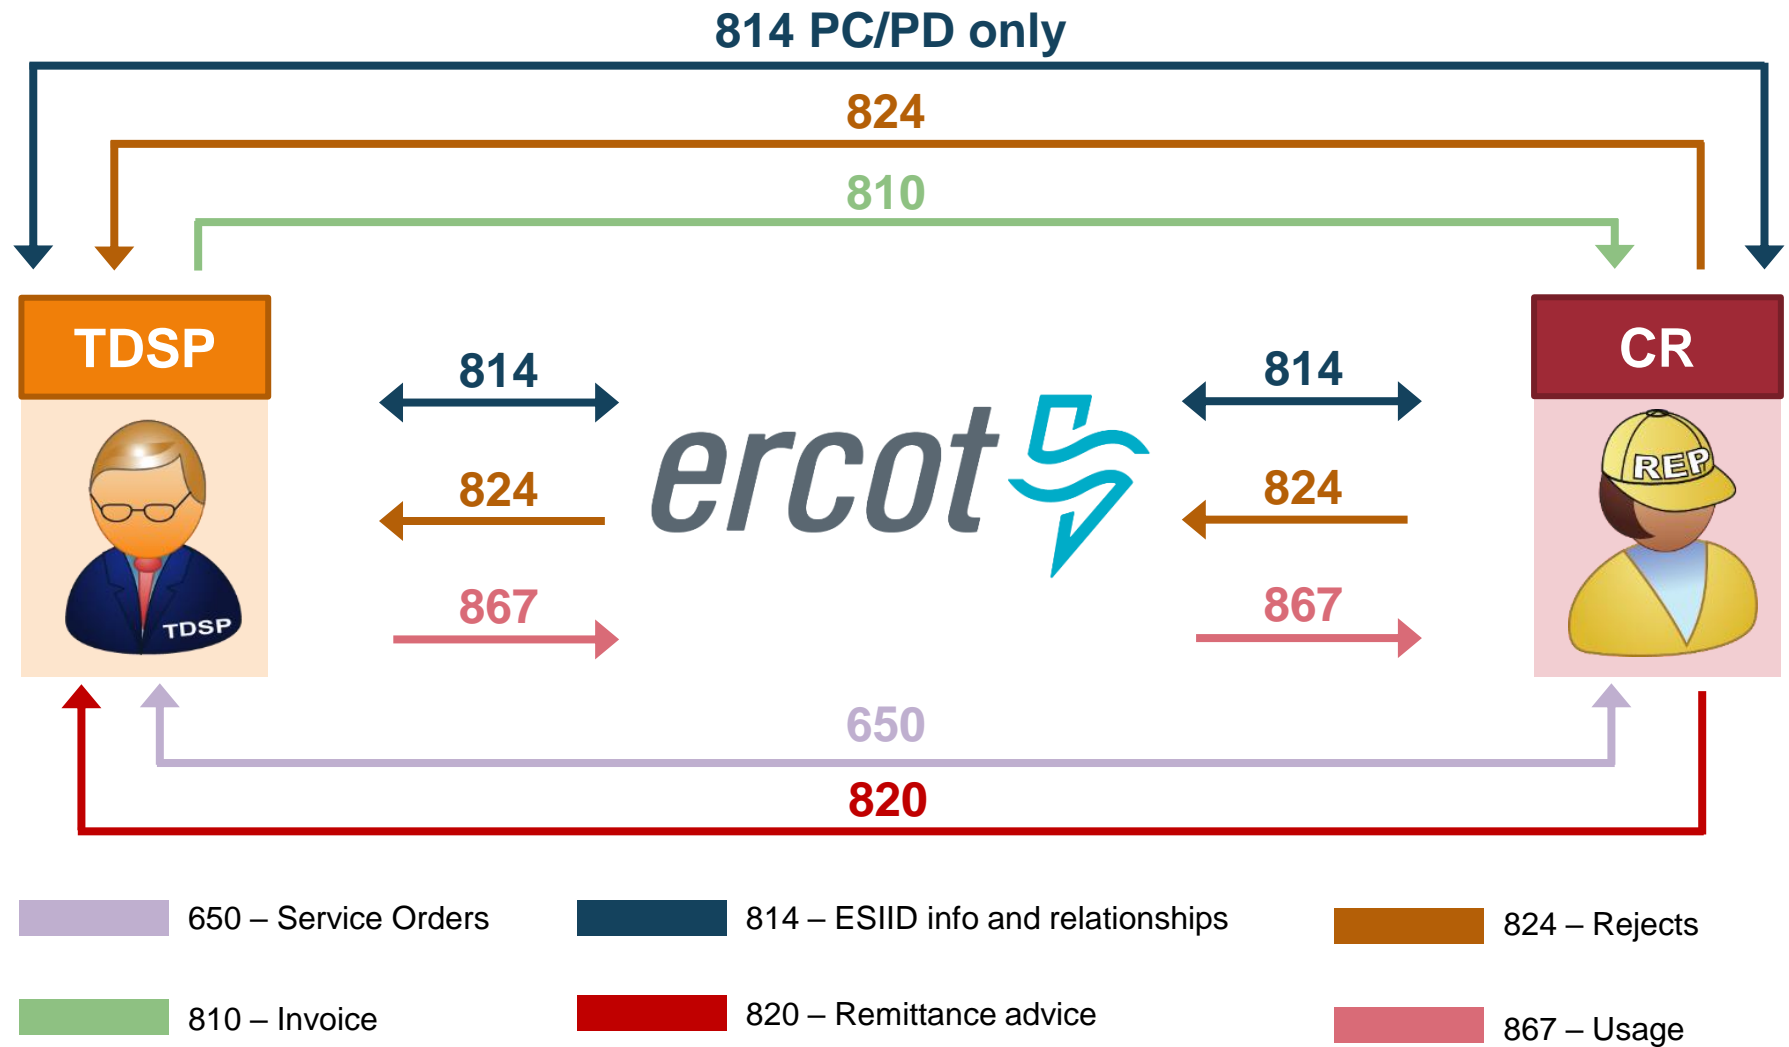 814 PC/PD only
824
810
TDSP
CR
814
814
ercot
REP
824
824
867
867
TDSP
650
820
650 – Service Orders
814 – ESIID info and relationships
824 – Rejects
810 – Invoice
820 – Remittance advice
867 – Usage